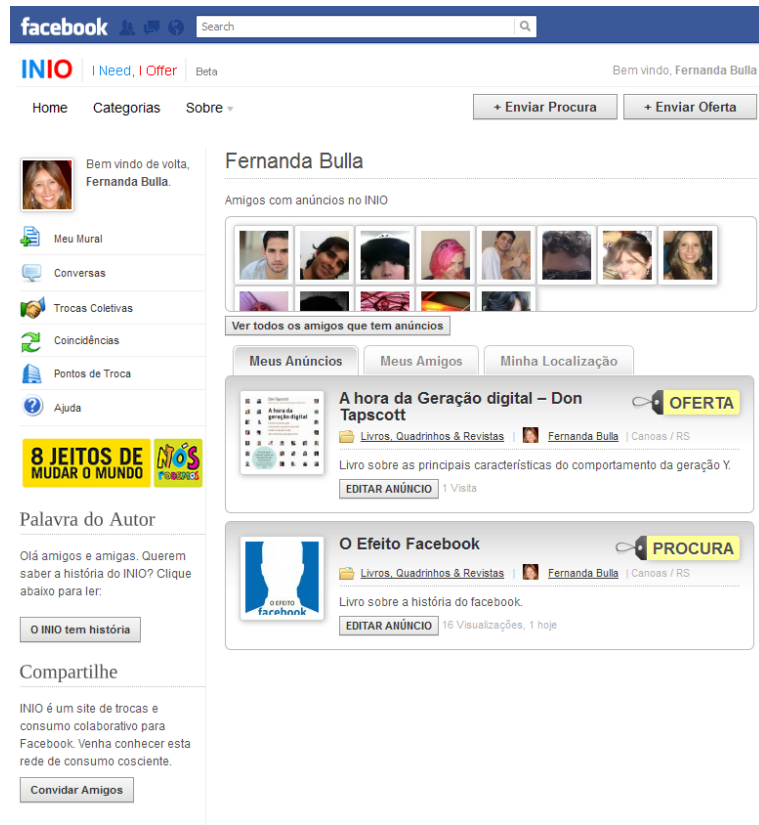 facebook Search
INIO I Need, I Offer Beta
Bem vindo, Fernanda Bulla
Home Categorias Sobre
+ Enviar Procura + Enviar Oferta
Bem vindo de volta,
Fernanda Bulla.
Meu Mural
Conversas
Trocas Coletivas
Coincidências
Pontos de Troca
Ajuda
8 JEITOS DE
MUDAR O MUNDO
NÓS
PODEMOS
Palavra do Autor
Olá amigos e amigas. Querem
saber a história do INIO? Clique
abaixo para ler:
O INIO tem história
Compartilhe
INIO é um site de trocas e
consumo colaborativo para
Facebook. Venha conhecer esta
rede de consumo cosciente.
Convidar Amigos
Fernanda Bulla
Amigos com anúncios no INIO
Ver todos os amigos que tem anúncios
Meus Anúncios Meus Amigos Minha Localização
Don Tapscott
A hora da
geração digital
A hora da Geração digital – Don
Tapscott
OFERTA
Livros, Quadrinhos & Revistas | Fernanda Bulla | Canoas / RS
Livro sobre as principais características do comportamento da geração Y.
EDITAR ANÚNCIO 1 Visita
O EFEITO
facebook
O Efeito Facebook
PROCURA
Livros, Quadrinhos & Revistas | Fernanda Bulla | Canoas / RS
Livro sobre a história do facebook.
EDITAR ANÚNCIO 16 Visualizações, 1 hoje